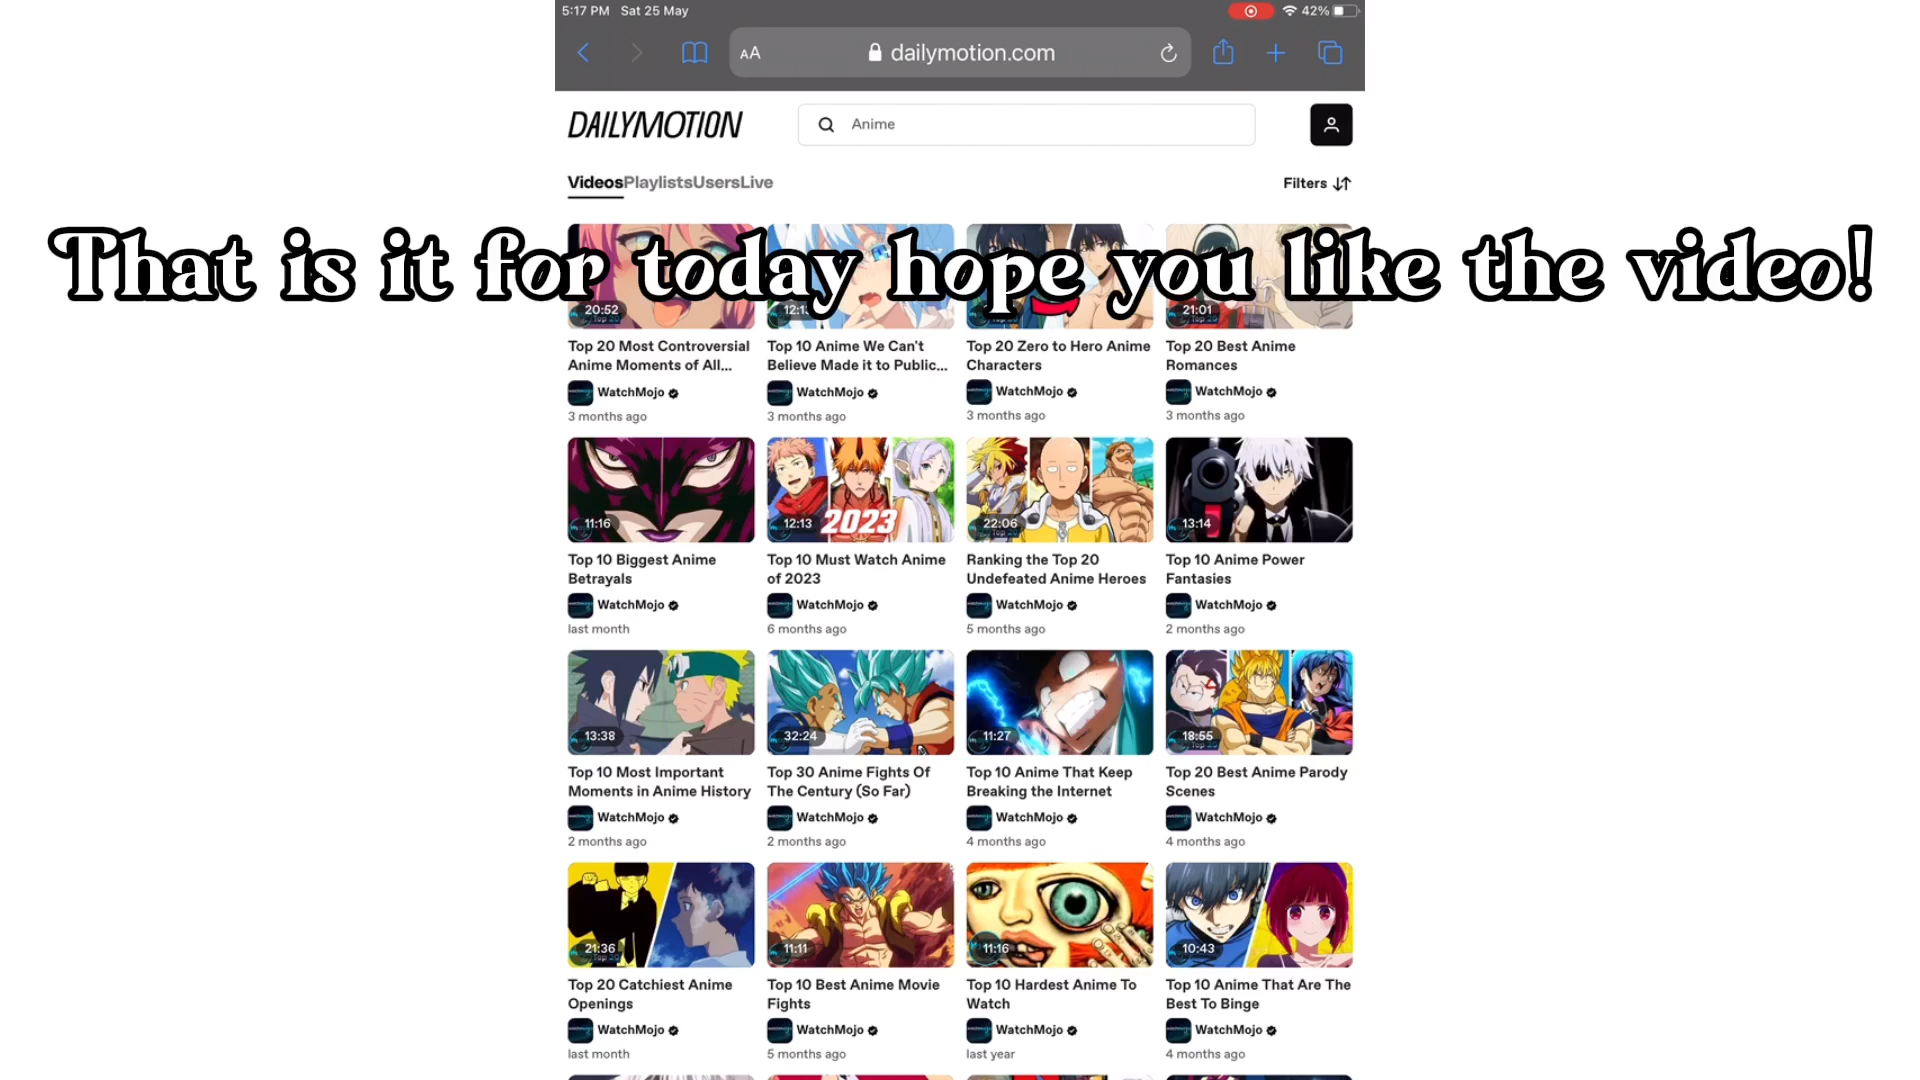 5:17 PM Sat 25 May
42%
AA
dailymotion.com
DAILYMOTION
Anime
Videos Playlists Users Live
Filters
That is it for today hope you like the video!
20:52
21:01
Top 20 Most Controversial
Anime Moments of All...
WatchMojo
3 months ago
Top 10 Anime We Can't
Believe Made it to Public...
WatchMojo
3 months ago
Top 20 Zero to Hero Anime
Characters
WatchMojo
3 months ago
Top 20 Best Anime
Romances
WatchMojo
3 months ago
11:16
Top 10 Biggest Anime
Betrayals
WatchMojo
last month
12:13
2023
Top 10 Must Watch Anime
of 2023
WatchMojo
6 months ago
22:06
Ranking the Top 20
Undefeated Anime Heroes
WatchMojo
5 months ago
13:14
Top 10 Anime Power
Fantasies
WatchMojo
2 months ago
13:38
Top 10 Most Important
Moments in Anime History
WatchMojo
2 months ago
32:24
Top 30 Anime Fights Of
The Century (So Far)
WatchMojo
2 months ago
11:27
Top 10 Anime That Keep
Breaking the Internet
WatchMojo
4 months ago
18:55
Top 20 Best Anime Parody
Scenes
WatchMojo
4 months ago
21:36
Top 20 Catchiest Anime
Openings
WatchMojo
last month
11:11
Top 10 Best Anime Movie
Fights
WatchMojo
5 months ago
11:16
Top 10 Hardest Anime To
Watch
WatchMojo
last year
10:43
Top 10 Anime That Are The
Best To Binge
WatchMojo
4 months ago